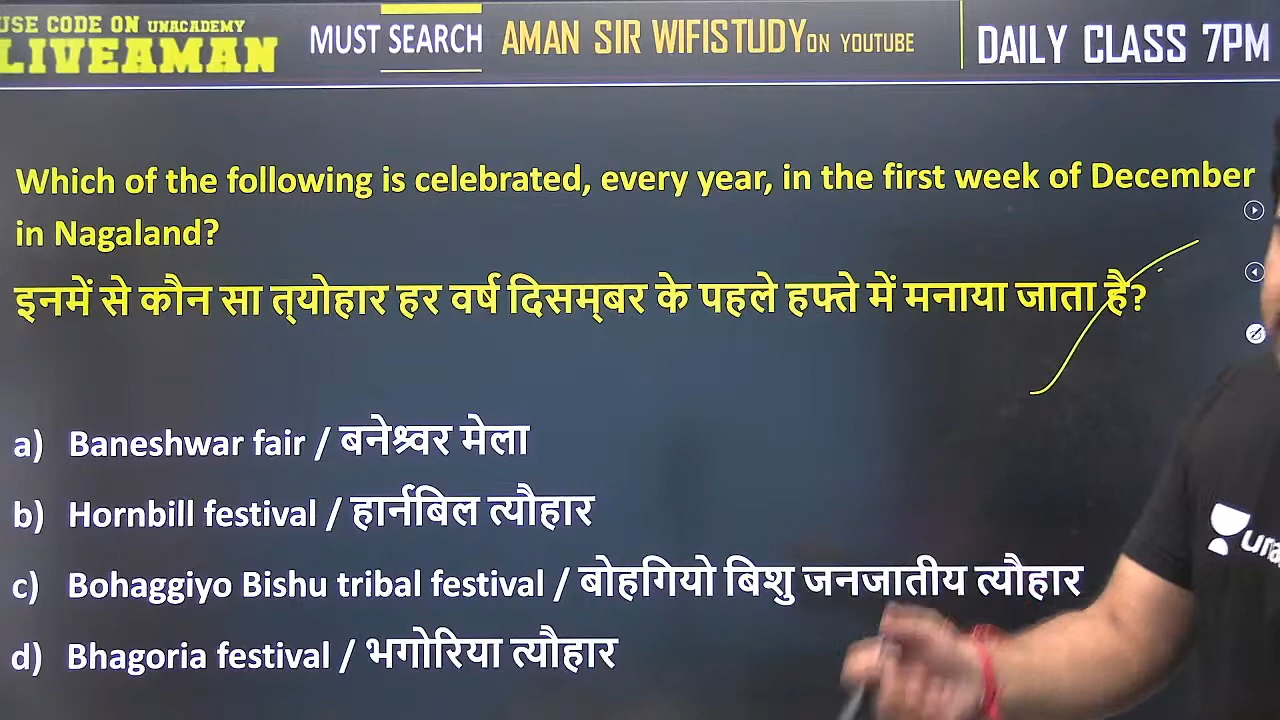 USE CODE ON UNACADEMY
LIVEAMAN
MUST SEARCH
AMAN SIR WIFISTUDY ON YOUTUBE
DAILY CLASS 7PM
Which of the following is celebrated, every year, in the first week of December
in Nagaland?
इनमें से कौन सा त्‌योहार हर वर्ष दिसम्‌बर के पहले हफ्ते में मनाया जाता है?
a) Baneshwar fair / बनेश्वर मेला
b) Hornbill festival / हार्नबिल त्यौहार
c) Bohaggiyo Bishu tribal festival / बोहगियो बिशु जनजातीय त्यौहार
d) Bhagoria festival / भगोरिया त्यौहार